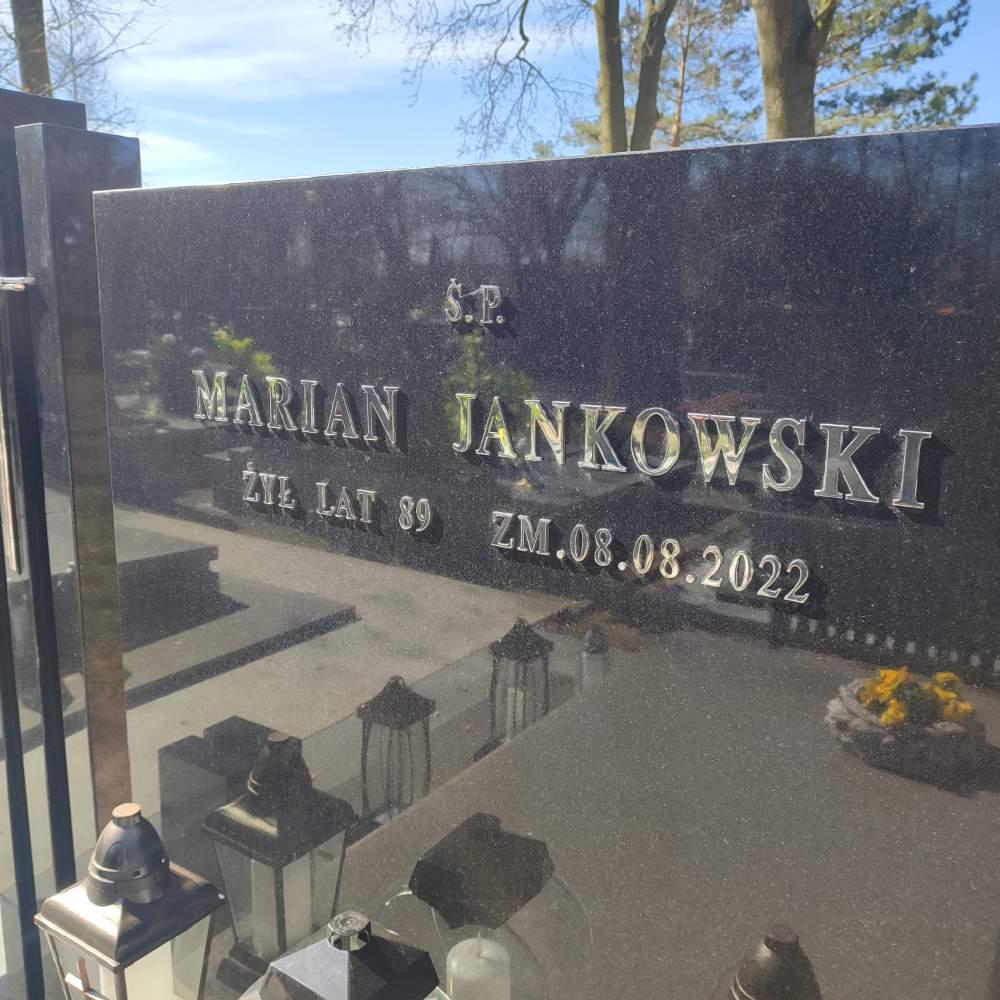 Ś.P.
MARIAN JANKOWSKI
ŻYŁ LAT 89 ZM.08.08.2022